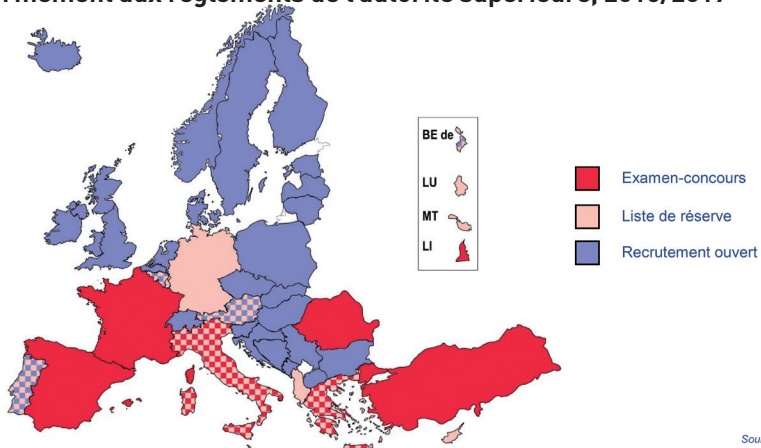 BE de
LU
MT
LI
Examen-concours
Liste de réserve
Recrutement ouvert